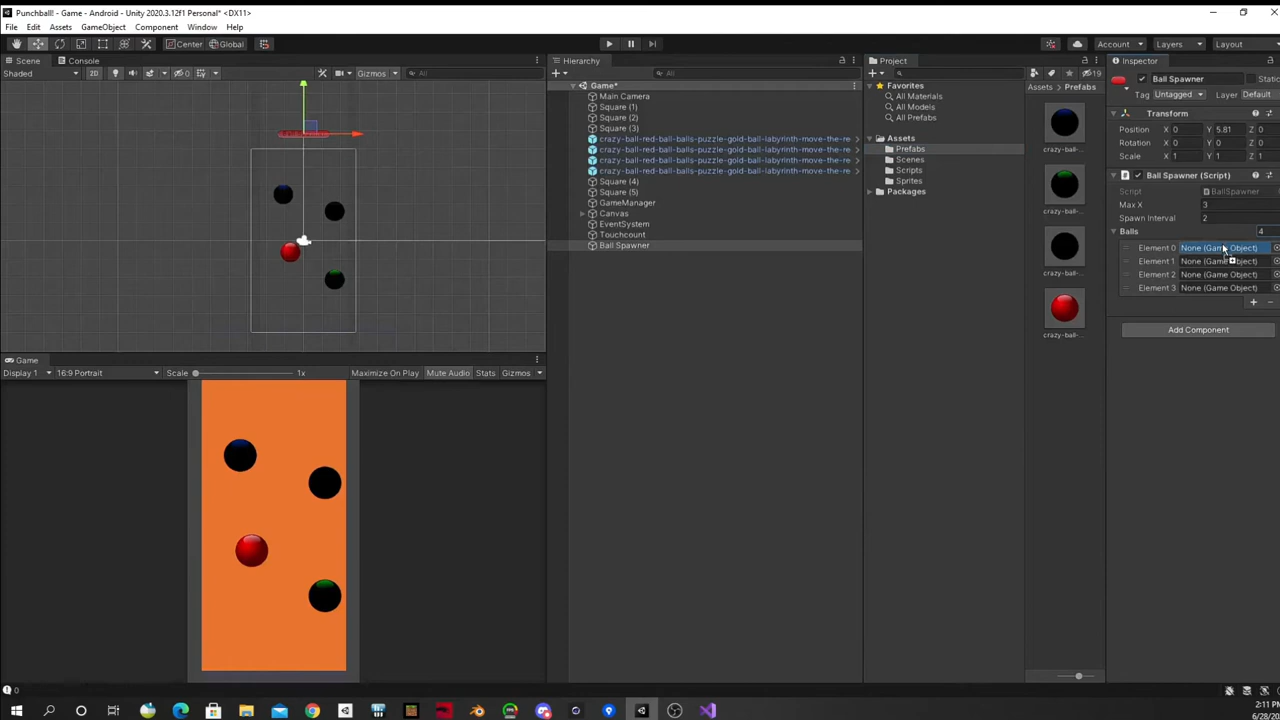 Punchball! - Game - Android - Unity 2020.3.12f1 Personal* <DX11>
File Edit Assets GameObject Component Window Help
Center Global
Account Layers Layout
Scene Console
Shaded 2D 0 Gizmos All
Game
Display 1 16:9 Portrait Scale 1x Maximize On Play Mute Audio Stats Gizmos
Hierarchy
All
Game*
Main Camera
Square (1)
Square (2)
Square (3)
crazy-ball-red-ball-balls-puzzle-gold-ball-labyrinth-move-the-re
crazy-ball-red-ball-balls-puzzle-gold-ball-labyrinth-move-the-re
crazy-ball-red-ball-balls-puzzle-gold-ball-labyrinth-move-the-re
crazy-ball-red-ball-balls-puzzle-gold-ball-labyrinth-move-the-re
Square (4)
Square (5)
GameManager
Canvas
EventSystem
Touchcount
Ball Spawner
Project
19
Favorites
All Materials
All Models
All Prefabs
Assets
Prefabs
Scenes
Scripts
Sprites
Packages
Assets > Prefabs
crazy-ball-...
crazy-ball-...
crazy-ball-...
crazy-ball-...
Inspector
Ball Spawner Static
Tag Untagged Layer Default
Transform
Position X 0 Y 5.81 Z 0
Rotation X 0 Y 0 Z 0
Scale X 1 Y 1 Z 1
Ball Spawner (Script)
Script BallSpawner
Max X 3
Spawn Interval 2
Balls 4
Element 0 None (Game Object)
Element 1 None (Game Object)
Element 2 None (Game Object)
Element 3 None (Game Object)
Add Component
0
2:11 PM
6/28/20